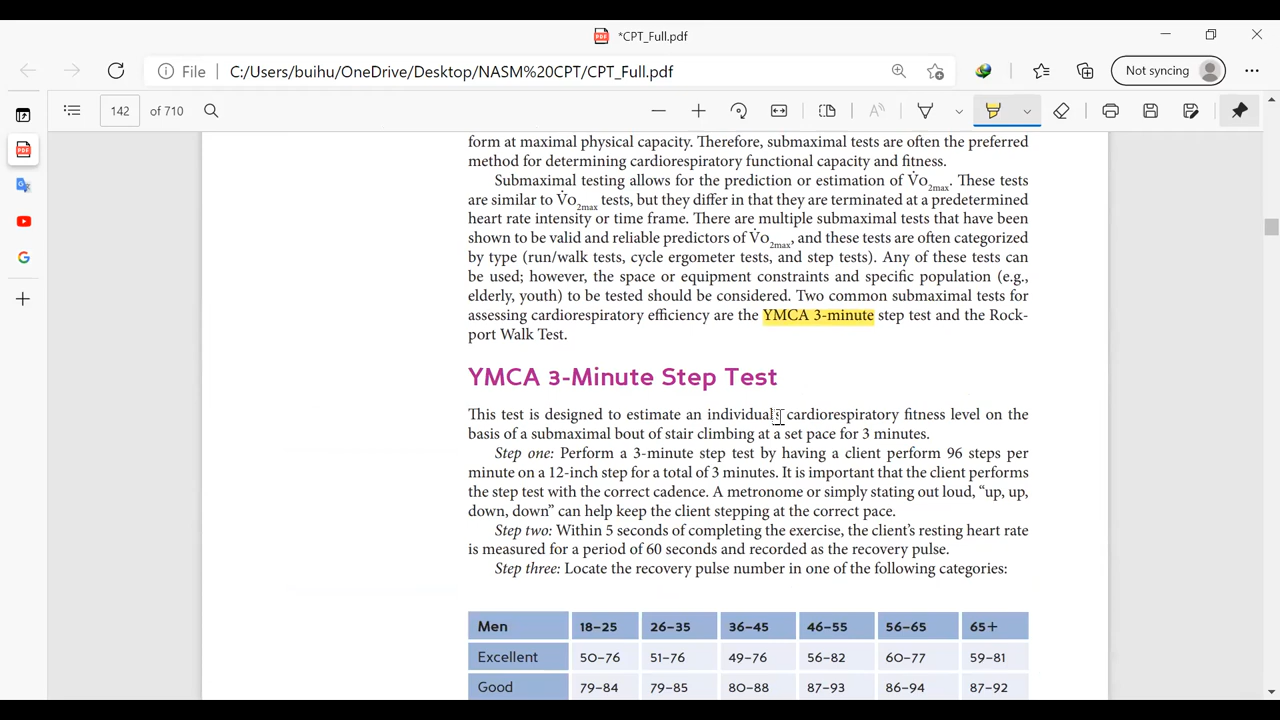 *CPT_Full.pdf
File
C:/Users/buihu/OneDrive/Desktop/NASM%20CPT/CPT_Full.pdf
Not syncing
142 of 710
form at maximal physical capacity. Therefore, submaximal tests are often the preferred
method for determining cardiorespiratory functional capacity and fitness.
Submaximal testing allows for the prediction or estimation of V̇o2max. These tests
are similar to V̇o2max tests, but they differ in that they are terminated at a predetermined
heart rate intensity or time frame. There are multiple submaximal tests that have been
shown to be valid and reliable predictors of V̇o2max, and these tests are often categorized
by type (run/walk tests, cycle ergometer tests, and step tests). Any of these tests can
be used; however, the space or equipment constraints and specific population (e.g.,
elderly, youth) to be tested should be considered. Two common submaximal tests for
assessing cardiorespiratory efficiency are the YMCA 3-minute step test and the Rock-
port Walk Test.
YMCA 3-Minute Step Test
This test is designed to estimate an individual's cardiorespiratory fitness level on the
basis of a submaximal bout of stair climbing at a set pace for 3 minutes.
Step one: Perform a 3-minute step test by having a client perform 96 steps per
minute on a 12-inch step for a total of 3 minutes. It is important that the client performs
the step test with the correct cadence. A metronome or simply stating out loud, “up, up,
down, down” can help keep the client stepping at the correct pace.
Step two: Within 5 seconds of completing the exercise, the client’s resting heart rate
is measured for a period of 60 seconds and recorded as the recovery pulse.
Step three: Locate the recovery pulse number in one of the following categories:
Men 18–25 26–35 36–45 46–55 56–65 65+
Excellent 50–76 51–76 49–76 56–82 60–77 59–81
Good 79–84 79–85 80–88 87–93 86–94 87–92